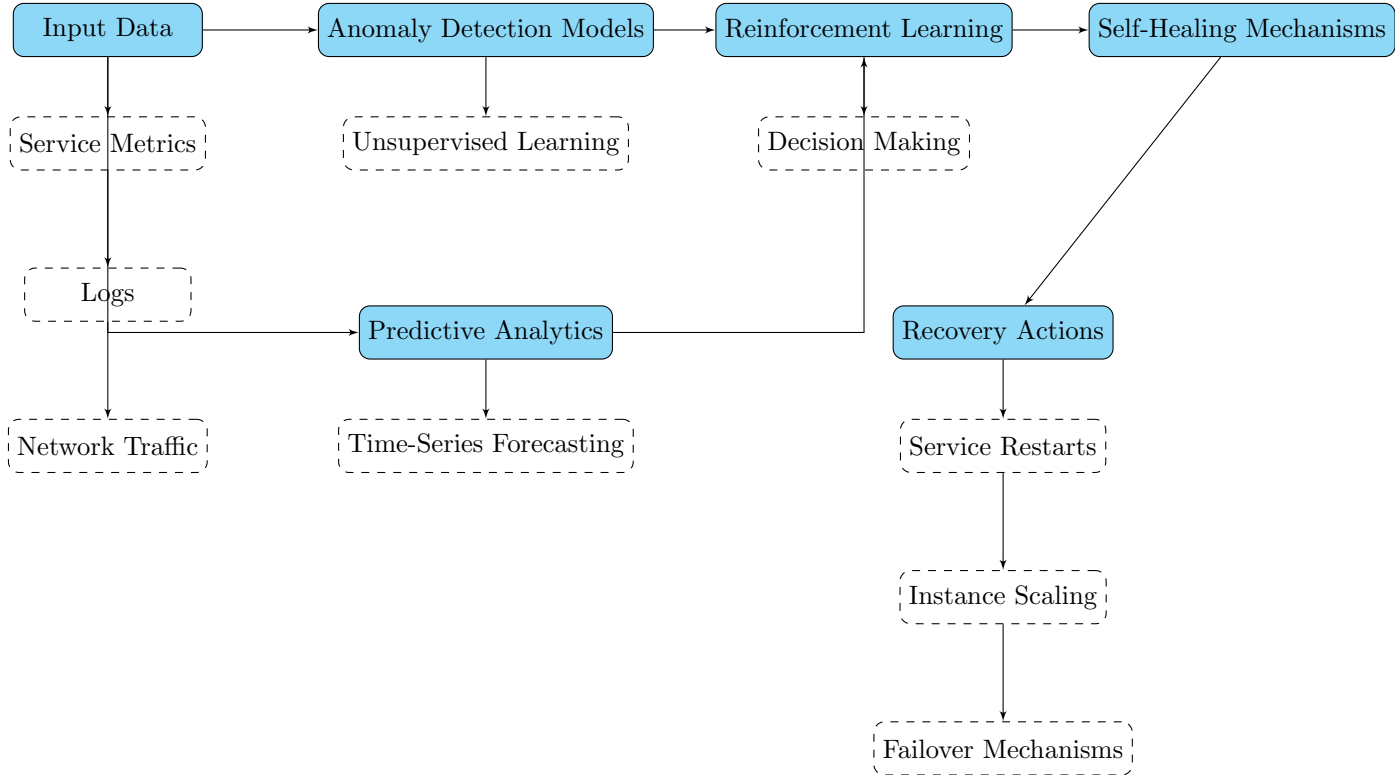 Input Data
Anomaly Detection Models
Reinforcement Learning
Self-Healing Mechanisms
Service Metrics
Unsupervised Learning
Decision Making
Logs
Predictive Analytics
Recovery Actions
Network Traffic
Time-Series Forecasting
Service Restarts
Instance Scaling
Failover Mechanisms